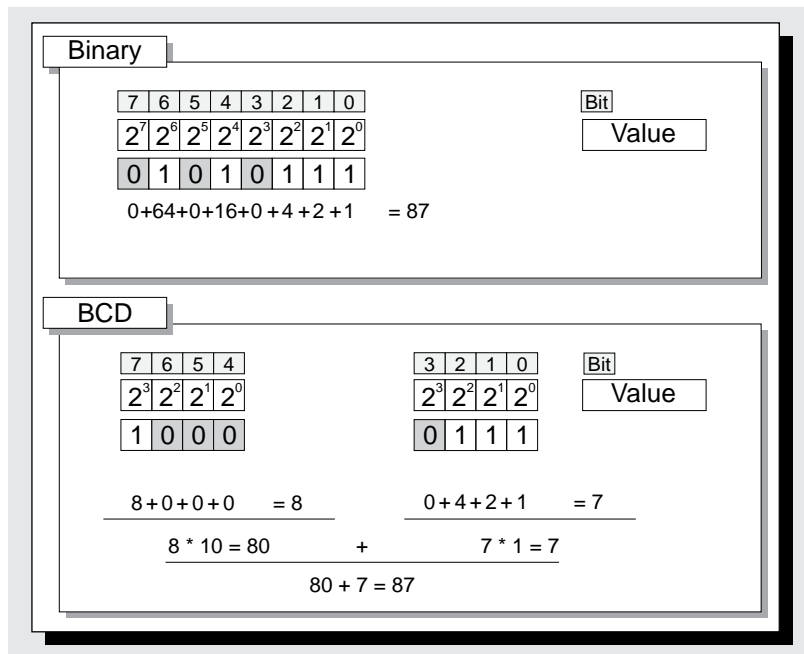 Binary
7 6 5 4 3 2 1 0 Bit
2⁷ 2⁶ 2⁵ 2⁴ 2³ 2² 2¹ 2⁰ Value
0 1 0 1 0 1 1 1
0+64+0+16+0+4+2+1 = 87
BCD
7 6 5 4 3 2 1 0 Bit
2³ 2² 2¹ 2⁰ 2³ 2² 2¹ 2⁰ Value
1 0 0 0 0 1 1 1
8+0+0+0 = 8 0+4+2+1 = 7
8 * 10 = 80 + 7 * 1 = 7
80 + 7 = 87